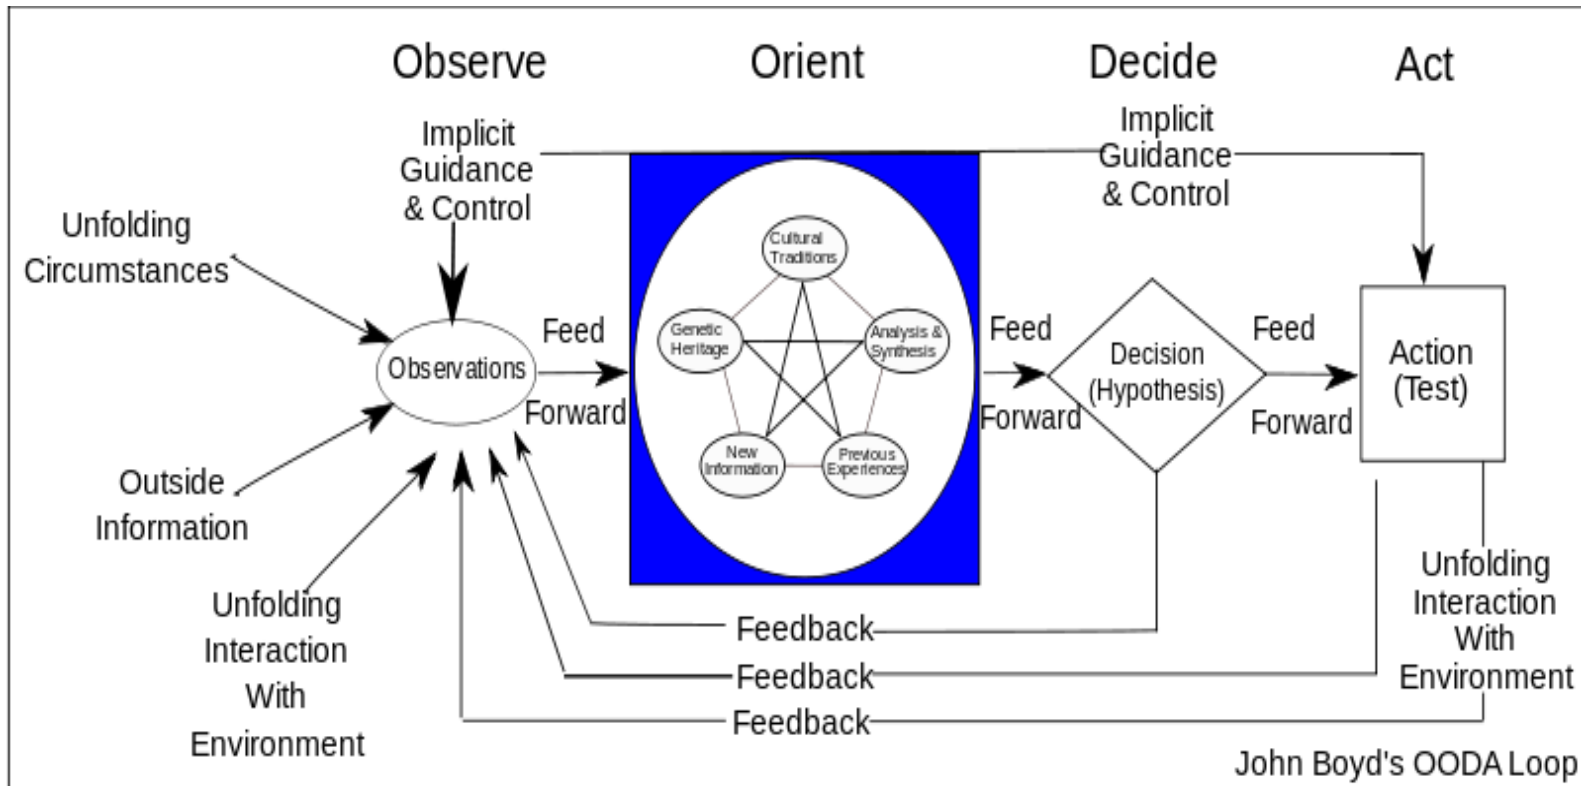 Observe
Orient
Decide
Act
Implicit
Guidance
& Control
Implicit
Guidance
& Control
Unfolding
Circumstances
Observations
Outside
Information
Unfolding
Interaction
With
Environment
Feed
Forward
Cultural
Traditions
Genetic
Heritage
Analysis &
Synthesis
New
Information
Previous
Experiences
Feed
Forward
Decision
(Hypothesis)
Feed
Forward
Action
(Test)
Unfolding
Interaction
With
Environment
Feedback
Feedback
Feedback
John Boyd's OODA Loop